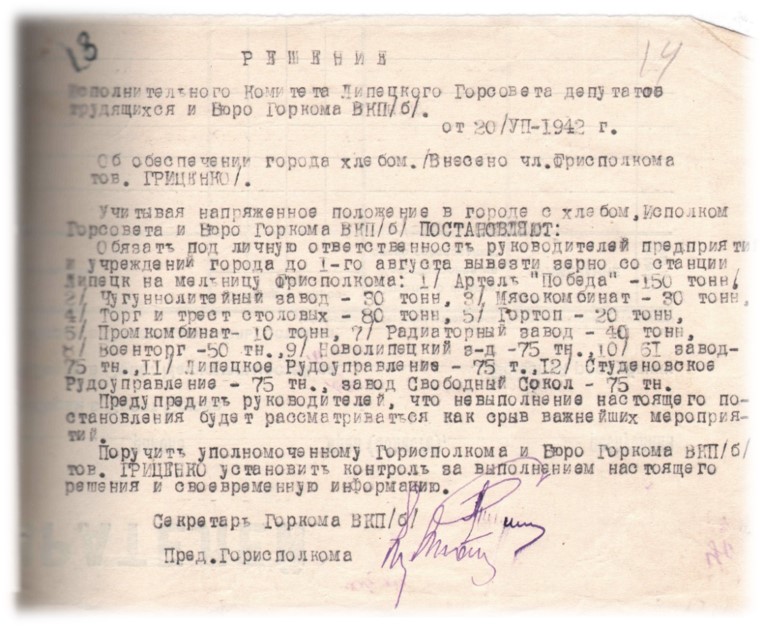 18
14
РЕШЕНИЕ
Исполнительного Комитета Липецкого Горсовета депутатов
трудящихся и Бюро Горкома ВКП/б/.
от 20/УП-1942 г.
Об обеспечении города хлебом./Внесено чл.Фрисполкома
тов. ГРИЦЕНКО/.
Учитывая напряженное положение в городе с хлебом,Исполком
Горсовета и Бюро Горкома ВКП/б/ ПОСТАНОВЛЯЮТ:
Обязать под личную ответственность руководителей предприяти
и учреждений города до 1-го августа вывезти зерно со станции
Липецк на мельницу Фрисполкома: 1/ Артель "Победа" -150 тонн,
2/ Чугуннолитейный завод - 30 тонн, 3/ Мясокомбинат - 30 тонн,
4/ Торг и трест столовых - 80 тонн, 5/ Гортоп - 20 тонн,
6/ Промкомбинат- 10 тонн, 7/ Радиаторный завод - 40 тонн,
8/ Военторг -50 тн.,9/ Новолипецкий з-д -75 тн.,10/ 61 завод-
75 тн.,11/ Липецкое Рудоуправление - 75 т.,12/ Студеновское
Рудоуправление - 75 тн., завод Свободный Сокол - 75 тн.
Предупредить руководителей, что невыполнение настоящего по-
становления будет рассматриваться как срыв важнейших мероприя-
тий.
Поручить уполномоченному Горисполкома и Бюро Горкома ВКП/б/
тов. ГРИЦЕНКО установить контроль за выполнением настоящего
решения и своевременную информацию.
Секретарь Горкома ВКП/б/
Пред.Горисполкома